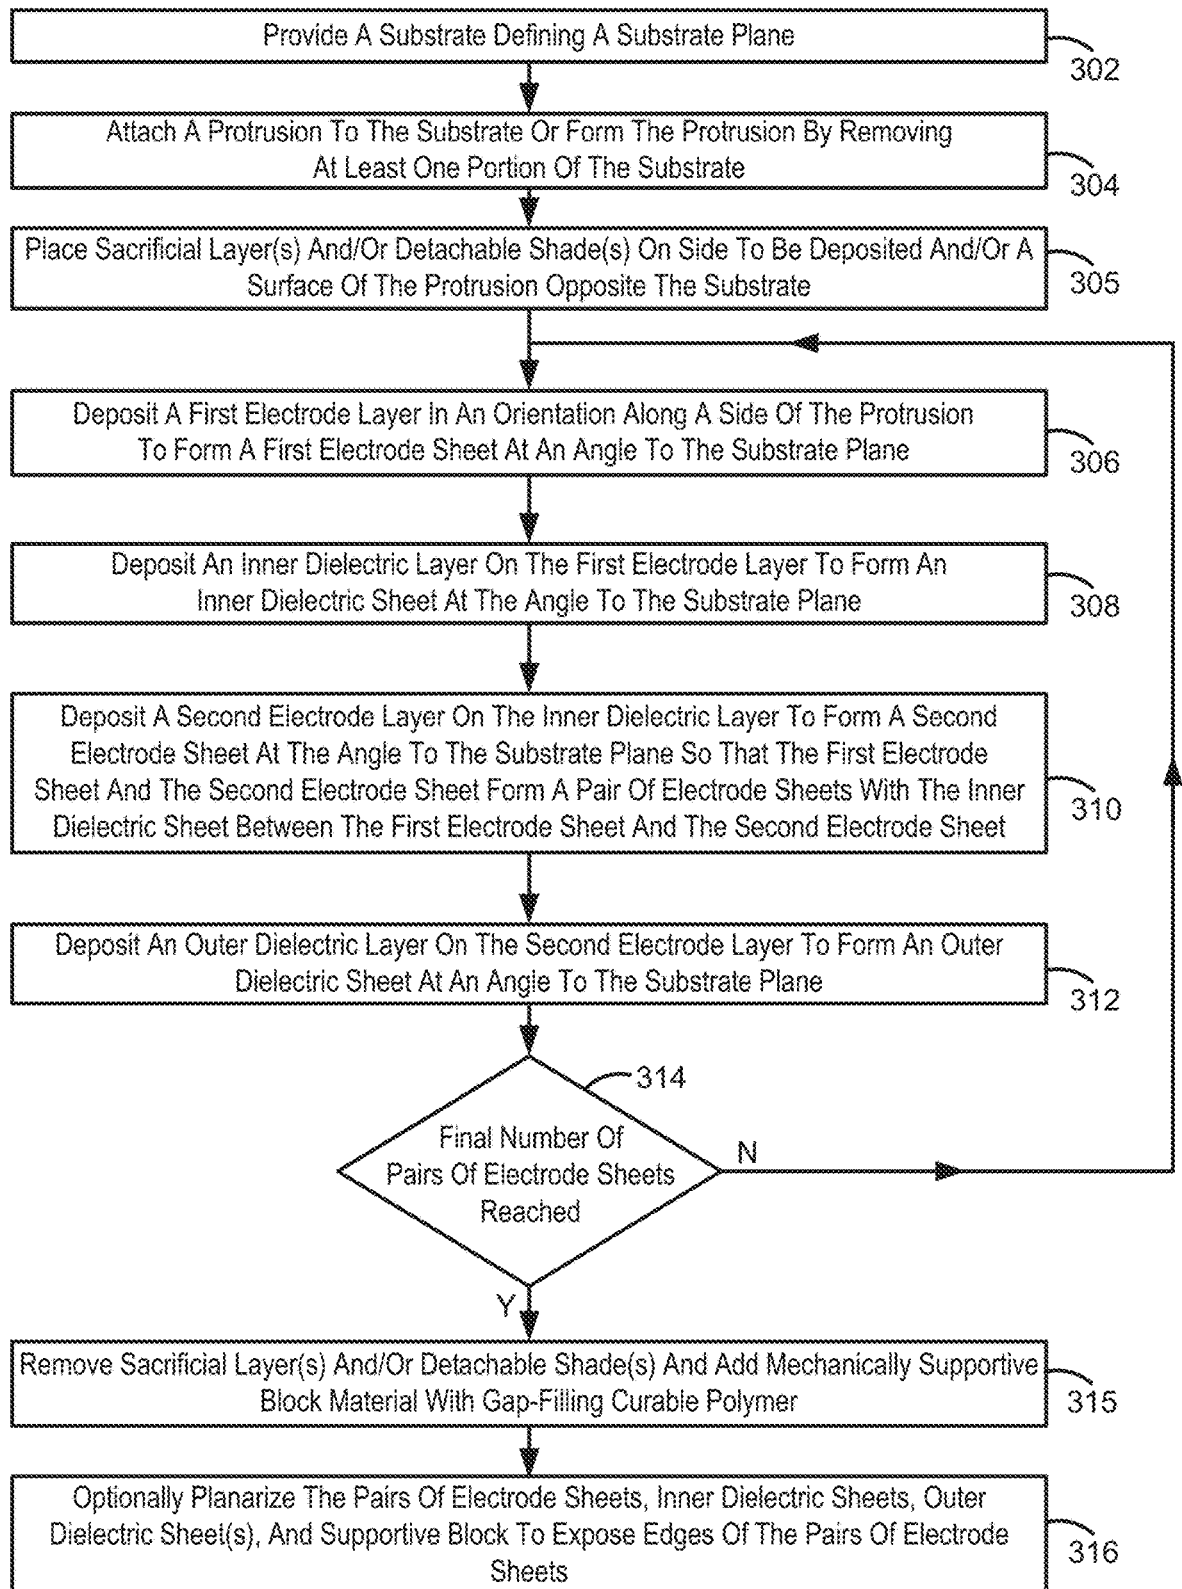 Provide A Substrate Defining A Substrate Plane
302
Attach A Protrusion To The Substrate Or Form The Protrusion By Removing
At Least One Portion Of The Substrate
304
Place Sacrificial Layer(s) And/Or Detachable Shade(s) On Side To Be Deposited And/Or A
Surface Of The Protrusion Opposite The Substrate
305
Deposit A First Electrode Layer In An Orientation Along A Side Of The Protrusion
To Form A First Electrode Sheet At An Angle To The Substrate Plane
306
Deposit An Inner Dielectric Layer On The First Electrode Layer To Form An
Inner Dielectric Sheet At The Angle To The Substrate Plane
308
Deposit A Second Electrode Layer On The Inner Dielectric Layer To Form A Second
Electrode Sheet At The Angle To The Substrate Plane So That The First Electrode
Sheet And The Second Electrode Sheet Form A Pair Of Electrode Sheets With The Inner
Dielectric Sheet Between The First Electrode Sheet And The Second Electrode Sheet
310
Deposit An Outer Dielectric Layer On The Second Electrode Layer To Form An Outer
Dielectric Sheet At An Angle To The Substrate Plane
312
314
Final Number Of
Pairs Of Electrode Sheets
Reached
N
Y
Remove Sacrificial Layer(s) And/Or Detachable Shade(s) And Add Mechanically Supportive
Block Material With Gap-Filling Curable Polymer
315
Optionally Planarize The Pairs Of Electrode Sheets, Inner Dielectric Sheets, Outer
Dielectric Sheet(s), And Supportive Block To Expose Edges Of The Pairs Of Electrode
Sheets
316